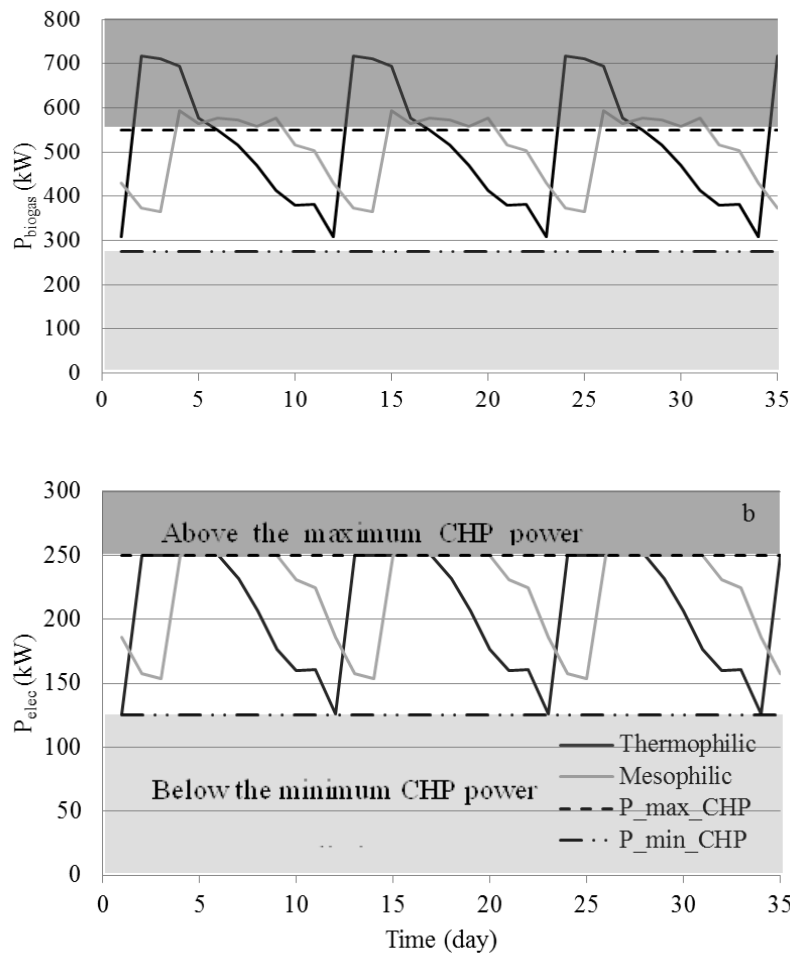 800
700
600
500
400
300
200
100
0
P_biogas (kW)
0 5 10 15 20 25 30 35
300
250
200
150
100
50
0
P_elec (kW)
b
Above the maximum CHP power
Thermophilic
Mesophilic
P_max_CHP
P_min_CHP
Below the minimum CHP power
0 5 10 15 20 25 30 35
Time (day)